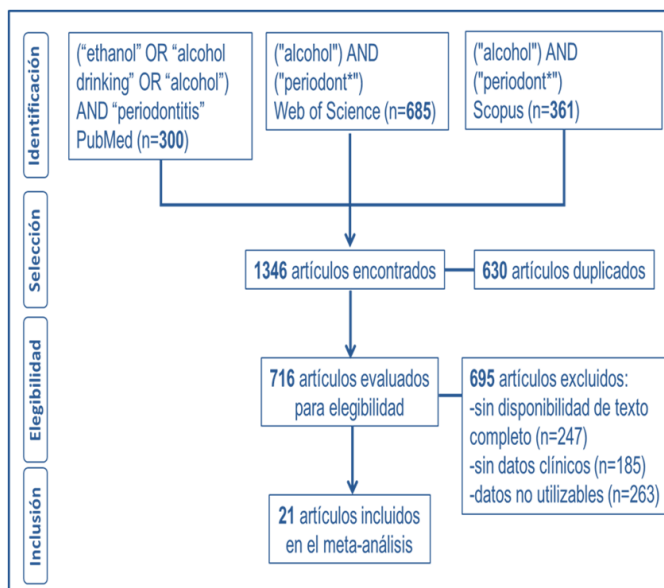 Identificación
(“ethanol” OR “alcohol
drinking” OR “alcohol”)
AND “periodontitis”
PubMed (n=300)
("alcohol") AND
("periodont*")
Web of Science (n=685)
("alcohol") AND
("periodont*")
Scopus (n=361)
Selección
1346 artículos encontrados
630 artículos duplicados
Elegibilidad
716 artículos evaluados
para elegibilidad
695 artículos excluidos:
-sin disponibilidad de texto
completo (n=247)
-sin datos clínicos (n=185)
-datos no utilizables (n=263)
Inclusión
21 artículos incluidos
en el meta-análisis